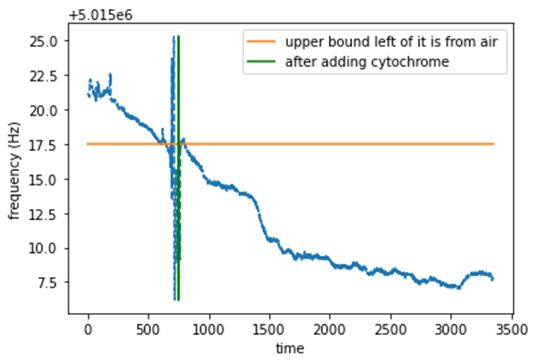 +5.015e6
upper bound left of it is from air
after adding cytochrome
25.0
22.5
20.0
17.5
15.0
12.5
10.0
7.5
frequency (Hz)
0 500 1000 1500 2000 2500 3000 3500
time